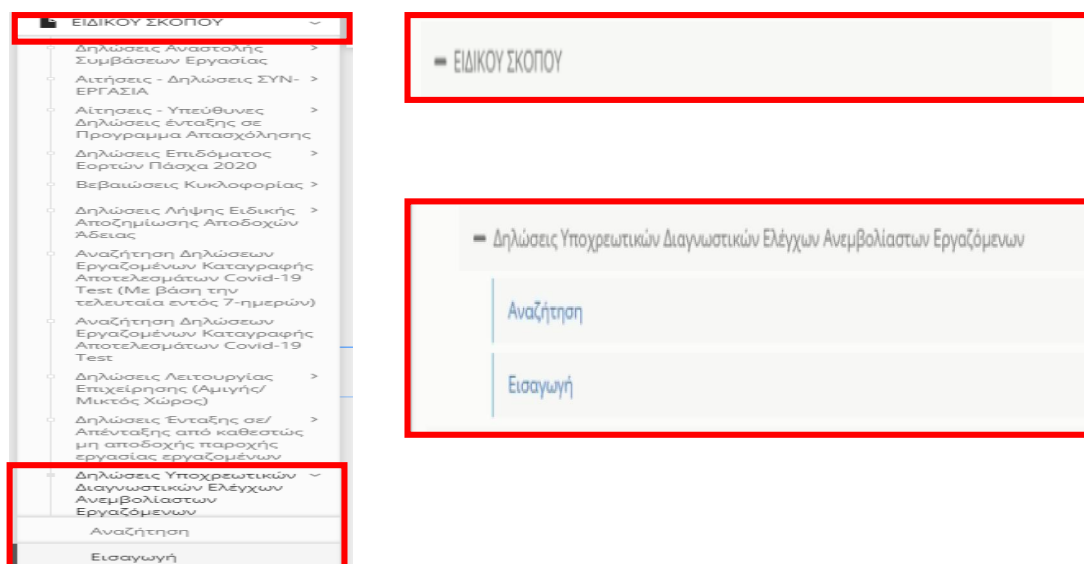 ΕΙΔΙΚΟΥ ΣΚΟΠΟΥ
Δηλώσεις Αναστολής
Συμβάσεων Εργασίας
Αιτήσεις - Δηλώσεις ΣΥΝ-
ΕΡΓΑΣΙΑ
Αίτησεις - Υπεύθυνες
Δηλώσεις ένταξης σε
Πρόγραμμα Απασχόλησης
Δηλώσεις Επιδόματος
Εορτών Πάσχα 2020
Βεβαιώσεις Κυκλοφορίας
Δηλώσεις Λήψης Ειδικής
Αποζημίωσης Αποδοχών
Άδειας
Αναζήτηση Δηλώσεων
Εργαζομένων Καταγραφής
Αποτελεσμάτων Covid-19
Test (Με βάση την
τελευταία εντός 7-ημερών)
Αναζήτηση Δηλώσεων
Εργαζομένων Καταγραφής
Αποτελεσμάτων Covid-19
Test
Δηλώσεις Λειτουργίας
Επιχείρησης (Αμιγής/
Μικτός Χώρος)
Δηλώσεις Ένταξης σε/
Απένταξης από καθεστώς
μη αποδοχής παροχής
εργασίας εργαζομένων
Δηλώσεις Υποχρεωτικών
Διαγνωστικών Ελέγχων
Ανεμβολίαστων
Εργαζόμενων
Αναζήτηση
Εισαγωγή
ΕΙΔΙΚΟΥ ΣΚΟΠΟΥ
Δηλώσεις Υποχρεωτικών Διαγνωστικών Ελέγχων Ανεμβολίαστων Εργαζόμενων
Αναζήτηση
Εισαγωγή